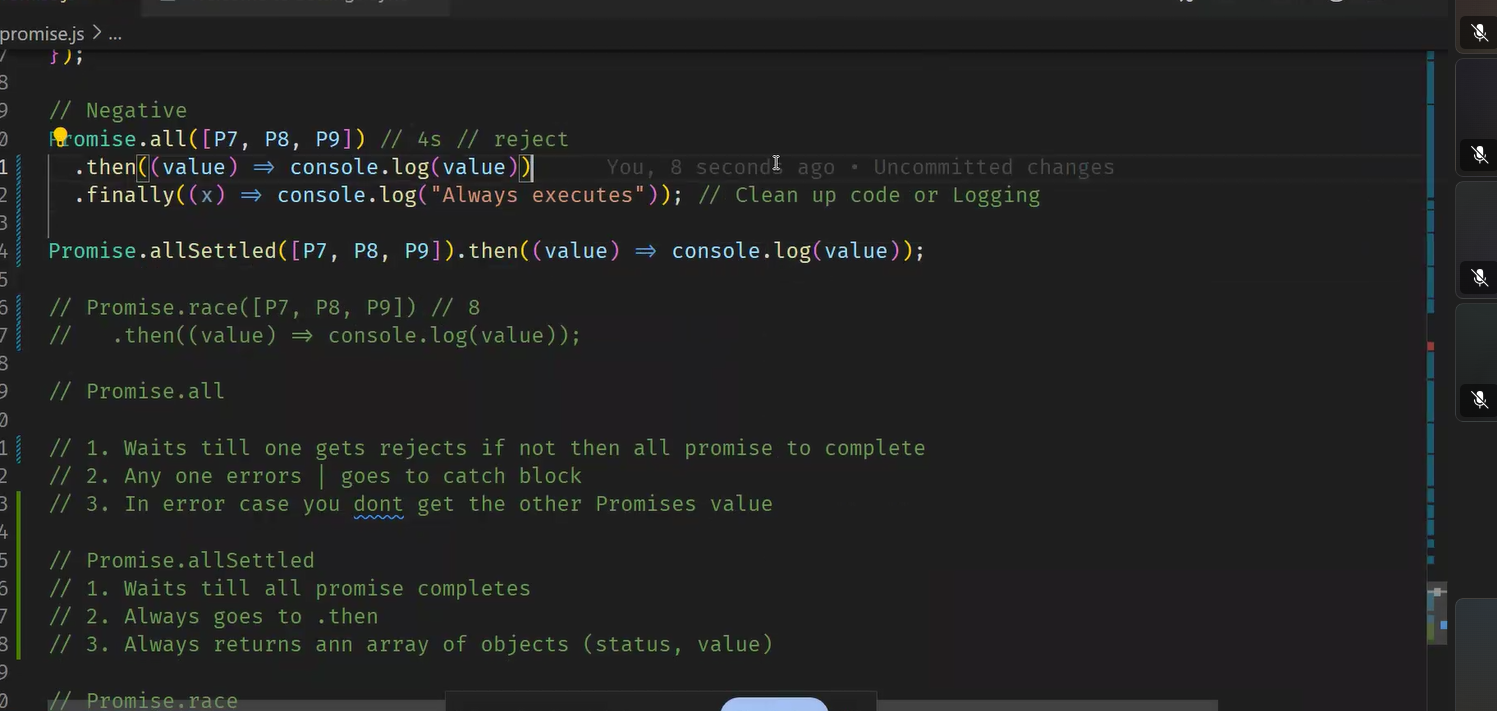 promise.js > ...
7 });
8
9 // Negative
0 Promise.all([P7, P8, P9]) // 4s // reject
1 .then((value) => console.log(value)) You, 8 seconds ago • Uncommitted changes
2 .finally((x) => console.log("Always executes")); // Clean up code or Logging
3
4 Promise.allSettled([P7, P8, P9]).then((value) => console.log(value));
5
6 // Promise.race([P7, P8, P9]) // 8
7 // .then((value) => console.log(value));
8
9 // Promise.all
0
1 // 1. Waits till one gets rejects if not then all promise to complete
2 // 2. Any one errors | goes to catch block
3 // 3. In error case you dont get the other Promises value
4
5 // Promise.allSettled
6 // 1. Waits till all promise completes
7 // 2. Always goes to .then
8 // 3. Always returns ann array of objects (status, value)
9
0 // Promise.race